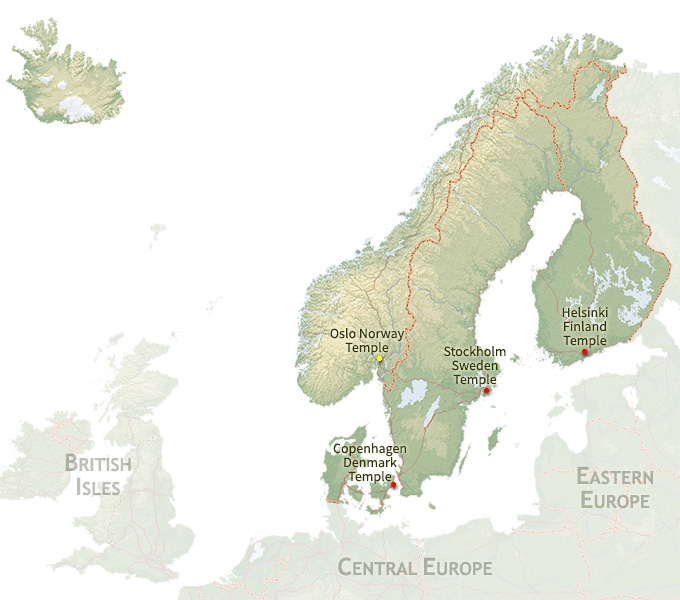 Oslo Norway
Temple
Helsinki
Finland
Temple
Stockholm
Sweden
Temple
Copenhagen
Denmark
Temple
BRITISH
ISLES
EASTERN
EUROPE
CENTRAL EUROPE